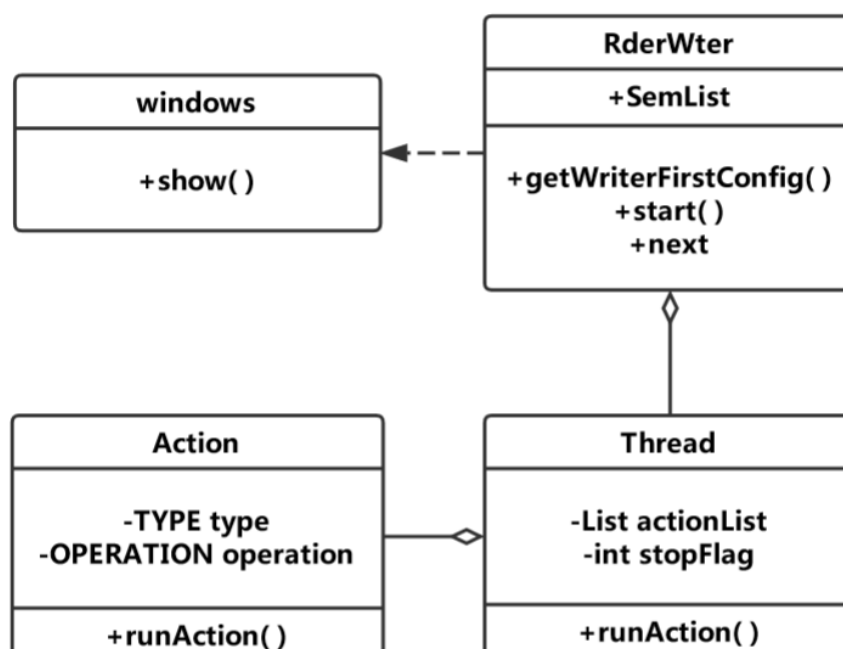 windows
+show( )
RderWter
+SemList
+getWriterFirstConfig( )
+start( )
+next
Action
-TYPE type
-OPERATION operation
+runAction( )
Thread
-List actionList
-int stopFlag
+runAction( )